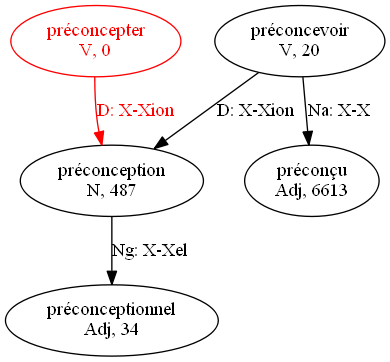 préconcepter
V, 0
préconcevoir
V, 20
D: X-Xion
D: X-Xion
Na: X-X
préconception
N, 487
préconçu
Adj, 6613
Ng: X-Xel
préconceptionnel
Adj, 34